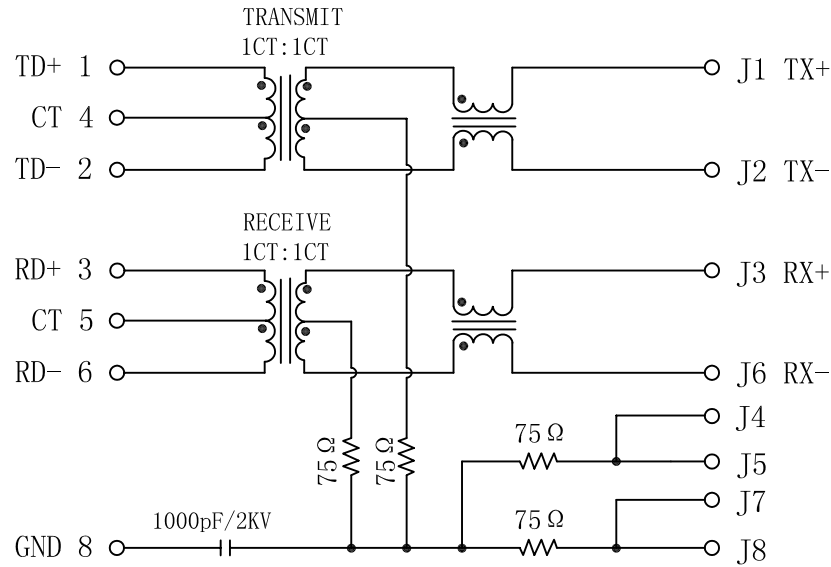 TRANSMIT
1CT:1CT
TD+ 1
J1 TX+
CT 4
TD- 2
J2 TX-
RECEIVE
1CT:1CT
RD+ 3
J3 RX+
CT 5
RD- 6
J6 RX-
J4
75Ω
J5
75Ω
75Ω
J7
1000pF/2KV
75Ω
GND 8
J8